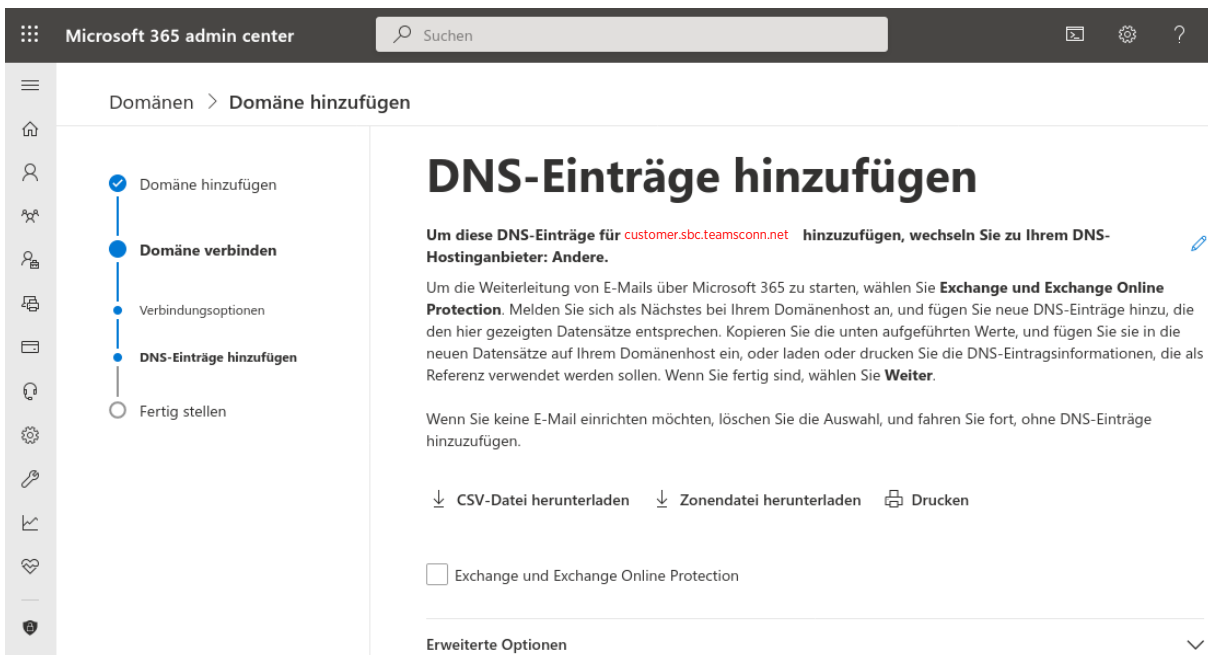 Microsoft 365 admin center
Suchen
Domänen > Domäne hinzufügen
Domäne hinzufügen
Domäne verbinden
Verbindungsoptionen
DNS-Einträge hinzufügen
Fertig stellen
DNS-Einträge hinzufügen
Um diese DNS-Einträge für customer.sbc.teamsconn.net hinzuzufügen, wechseln Sie zu Ihrem DNS-
Hostinganbieter: Andere.
Um die Weiterleitung von E-Mails über Microsoft 365 zu starten, wählen Sie Exchange und Exchange Online
Protection. Melden Sie sich als Nächstes bei Ihrem Domänenhost an, und fügen Sie neue DNS-Einträge hinzu, die
den hier gezeigten Datensätze entsprechen. Kopieren Sie die unten aufgeführten Werte, und fügen Sie sie in die
neuen Datensätze auf Ihrem Domänenhost ein, oder laden oder drucken Sie die DNS-Eintragsinformationen, die als
Referenz verwendet werden sollen. Wenn Sie fertig sind, wählen Sie Weiter.
Wenn Sie keine E-Mail einrichten möchten, löschen Sie die Auswahl, und fahren Sie fort, ohne DNS-Einträge
hinzuzufügen.
CSV-Datei herunterladen Zonendatei herunterladen Drucken
Exchange und Exchange Online Protection
Erweiterte Optionen